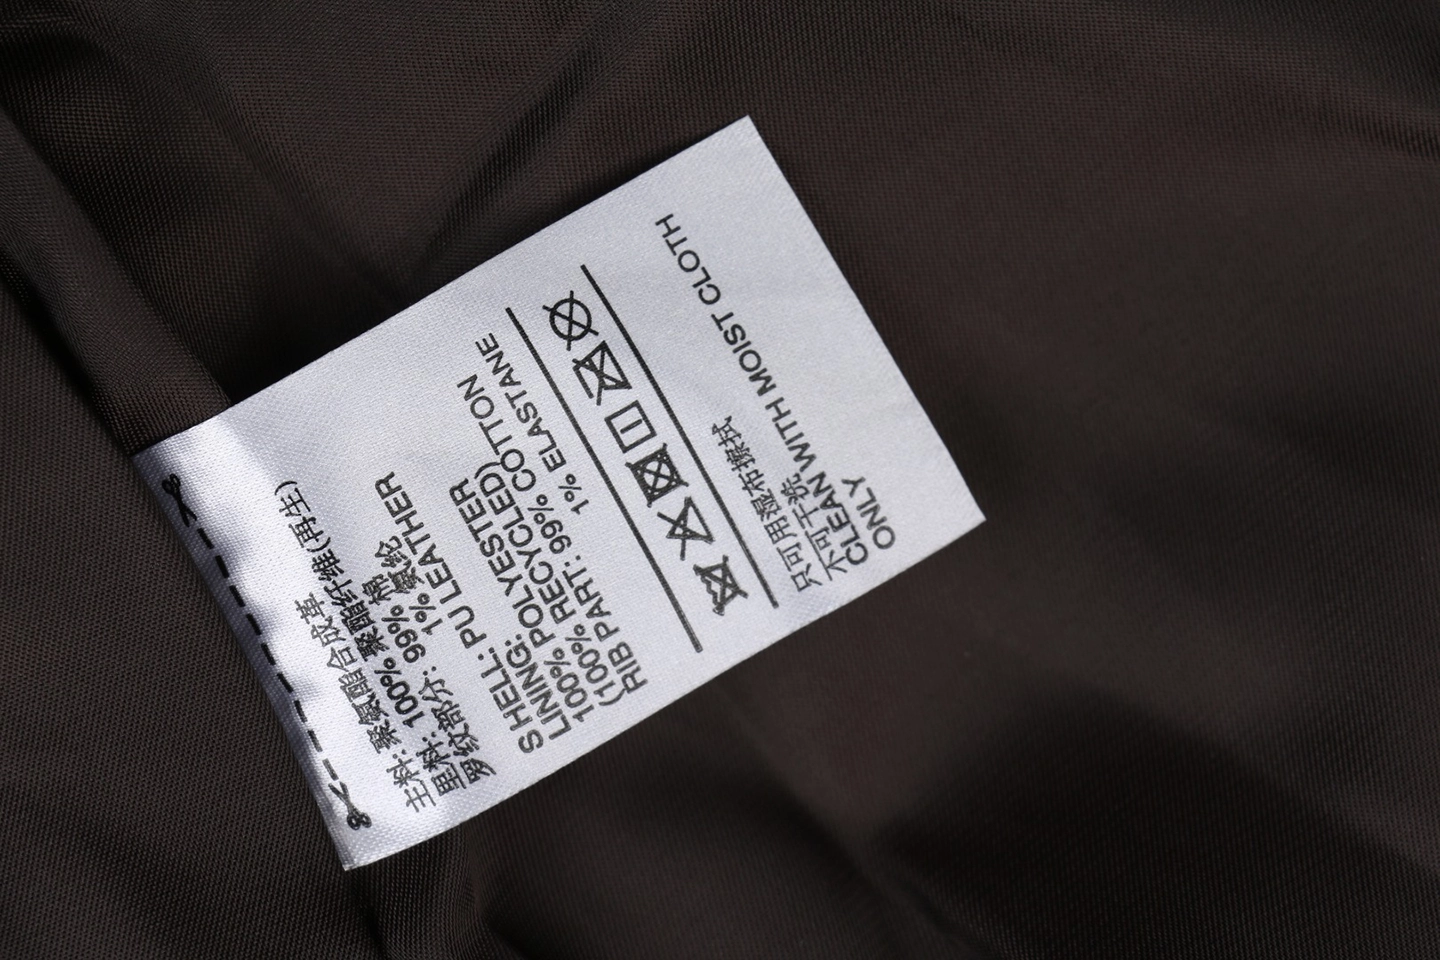 主料: 聚氨酯合成革
里料: 100% 聚酯纤维(再生)
罗纹部分: 99% 棉
1% 氨纶
SHELL: PU LEATHER
LINING:
100% POLYESTER
(100% RECYCLED)
RIB PART: 99% COTTON
1% ELASTANE
只可用湿布擦拭
不可干洗
CLEAN WITH MOIST CLOTH
ONLY